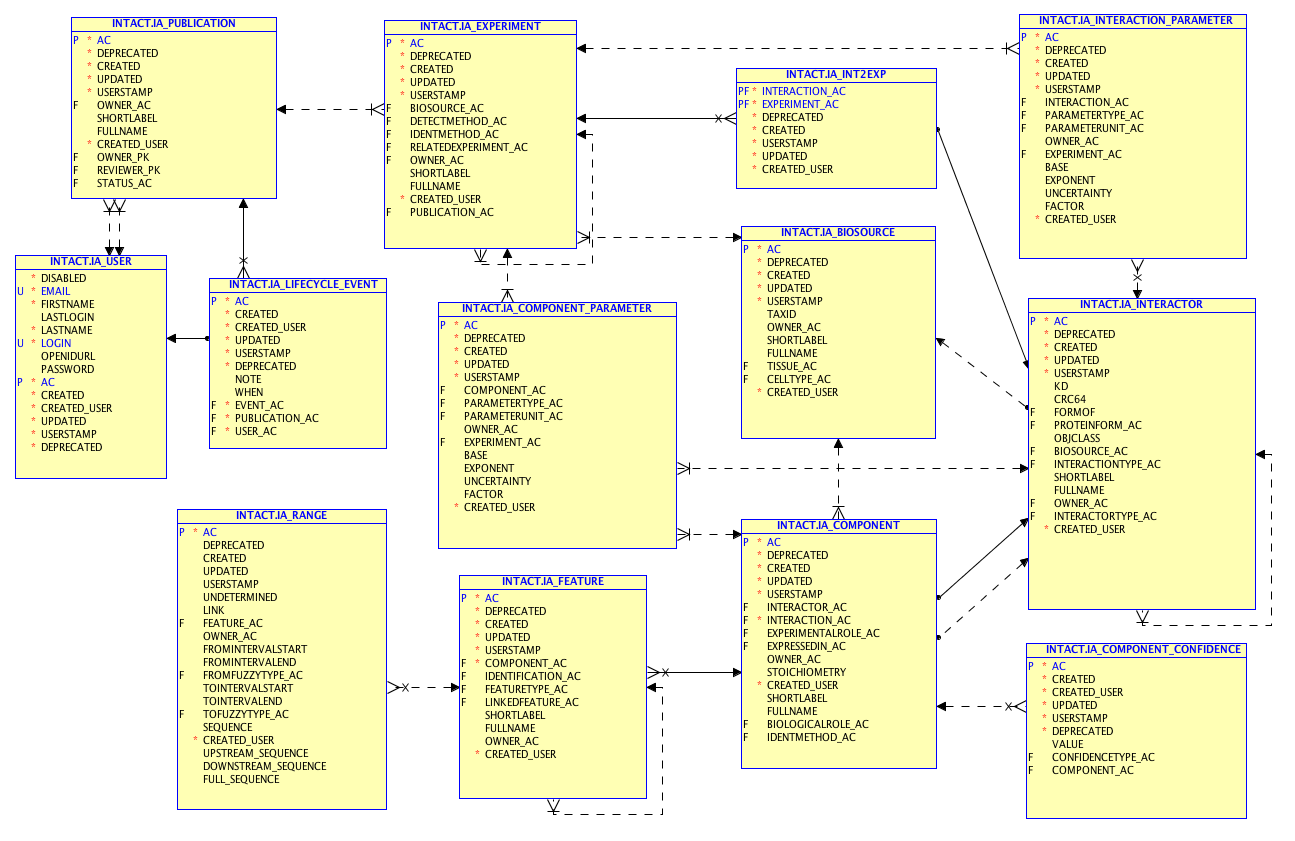 INTACT.IA_PUBLICATION
P * AC
* DEPRECATED
* CREATED
* UPDATED
* USERSTAMP
F OWNER_AC
SHORTLABEL
FULLNAME
* CREATED_USER
F OWNER_PK
F REVIEWER_PK
F STATUS_AC
INTACT.IA_EXPERIMENT
P * AC
* DEPRECATED
* CREATED
* UPDATED
* USERSTAMP
F BIOSOURCE_AC
F DETECTMETHOD_AC
F IDENTMETHOD_AC
F RELATEDEXPERIMENT_AC
F OWNER_AC
SHORTLABEL
FULLNAME
* CREATED_USER
F PUBLICATION_AC
INTACT.IA_INT2EXP
PF * INTERACTION_AC
PF * EXPERIMENT_AC
* DEPRECATED
* CREATED
* USERSTAMP
* UPDATED
* CREATED_USER
INTACT.IA_INTERACTION_PARAMETER
P * AC
* DEPRECATED
* CREATED
* UPDATED
* USERSTAMP
F INTERACTION_AC
F PARAMETERTYPE_AC
F PARAMETERUNIT_AC
OWNER_AC
F EXPERIMENT_AC
BASE
EXPONENT
UNCERTAINTY
FACTOR
* CREATED_USER
INTACT.IA_USER
* DISABLED
U * EMAIL
* FIRSTNAME
LASTLOGIN
* LASTNAME
U * LOGIN
OPENIDURL
PASSWORD
P * AC
* CREATED
* CREATED_USER
* UPDATED
* USERSTAMP
* DEPRECATED
INTACT.IA_LIFECYCLE_EVENT
P * AC
* CREATED
* CREATED_USER
* UPDATED
* USERSTAMP
* DEPRECATED
NOTE
WHEN
F * EVENT_AC
F * PUBLICATION_AC
F * USER_AC
INTACT.IA_COMPONENT_PARAMETER
P * AC
* DEPRECATED
* CREATED
* UPDATED
* USERSTAMP
F COMPONENT_AC
F PARAMETERTYPE_AC
F PARAMETERUNIT_AC
OWNER_AC
F EXPERIMENT_AC
BASE
EXPONENT
UNCERTAINTY
FACTOR
* CREATED_USER
INTACT.IA_BIOSOURCE
P * AC
* DEPRECATED
* CREATED
* UPDATED
* USERSTAMP
TAXID
OWNER_AC
SHORTLABEL
FULLNAME
F TISSUE_AC
F CELLTYPE_AC
* CREATED_USER
INTACT.IA_INTERACTOR
P * AC
* DEPRECATED
* CREATED
* UPDATED
* USERSTAMP
KD
CRC64
F FORMOF
F PROTEINFORM_AC
OBJCLASS
F BIOSOURCE_AC
F INTERACTIONTYPE_AC
SHORTLABEL
FULLNAME
F OWNER_AC
F INTERACTORTYPE_AC
* CREATED_USER
INTACT.IA_RANGE
P * AC
DEPRECATED
CREATED
UPDATED
USERSTAMP
UNDETERMINED
LINK
F FEATURE_AC
OWNER_AC
FROMINTERVALSTART
FROMINTERVALEND
F FROMFUZZYTYPE_AC
TOINTERVALSTART
TOINTERVALEND
F TOFUZZYTYPE_AC
SEQUENCE
* CREATED_USER
UPSTREAM_SEQUENCE
DOWNSTREAM_SEQUENCE
FULL_SEQUENCE
INTACT.IA_FEATURE
P * AC
* DEPRECATED
* CREATED
* UPDATED
* USERSTAMP
F * COMPONENT_AC
F IDENTIFICATION_AC
F FEATURETYPE_AC
F LINKEDFEATURE_AC
SHORTLABEL
FULLNAME
OWNER_AC
* CREATED_USER
INTACT.IA_COMPONENT
P * AC
* DEPRECATED
* CREATED
* UPDATED
* USERSTAMP
F INTERACTOR_AC
F * INTERACTION_AC
F EXPERIMENTALROLE_AC
F EXPRESSEDIN_AC
OWNER_AC
STOICHIOMETRY
* CREATED_USER
SHORTLABEL
FULLNAME
F BIOLOGICALROLE_AC
F IDENTMETHOD_AC
INTACT.IA_COMPONENT_CONFIDENCE
P * AC
* CREATED
* CREATED_USER
* UPDATED
* USERSTAMP
* DEPRECATED
VALUE
F CONFIDENCETYPE_AC
F COMPONENT_AC